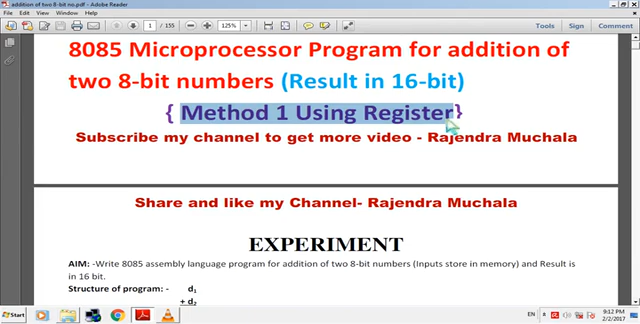 addition of two 8-bit no.pdf - Adobe Reader
File Edit View Window Help
1 / 155 125% Tools Sign Comment
8085 Microprocessor Program for addition of
two 8-bit numbers (Result in 16-bit)
{ Method 1 Using Register}
Subscribe my channel to get more video - Rajendra Muchala
Share and like my Channel- Rajendra Muchala
EXPERIMENT
AIM: -Write 8085 assembly language program for addition of two 8-bit numbers (Inputs store in memory) and Result is
in 16 bit.
Structure of program: - d₁
+ d₂
Start EN 9:12 PM
2/2/2017